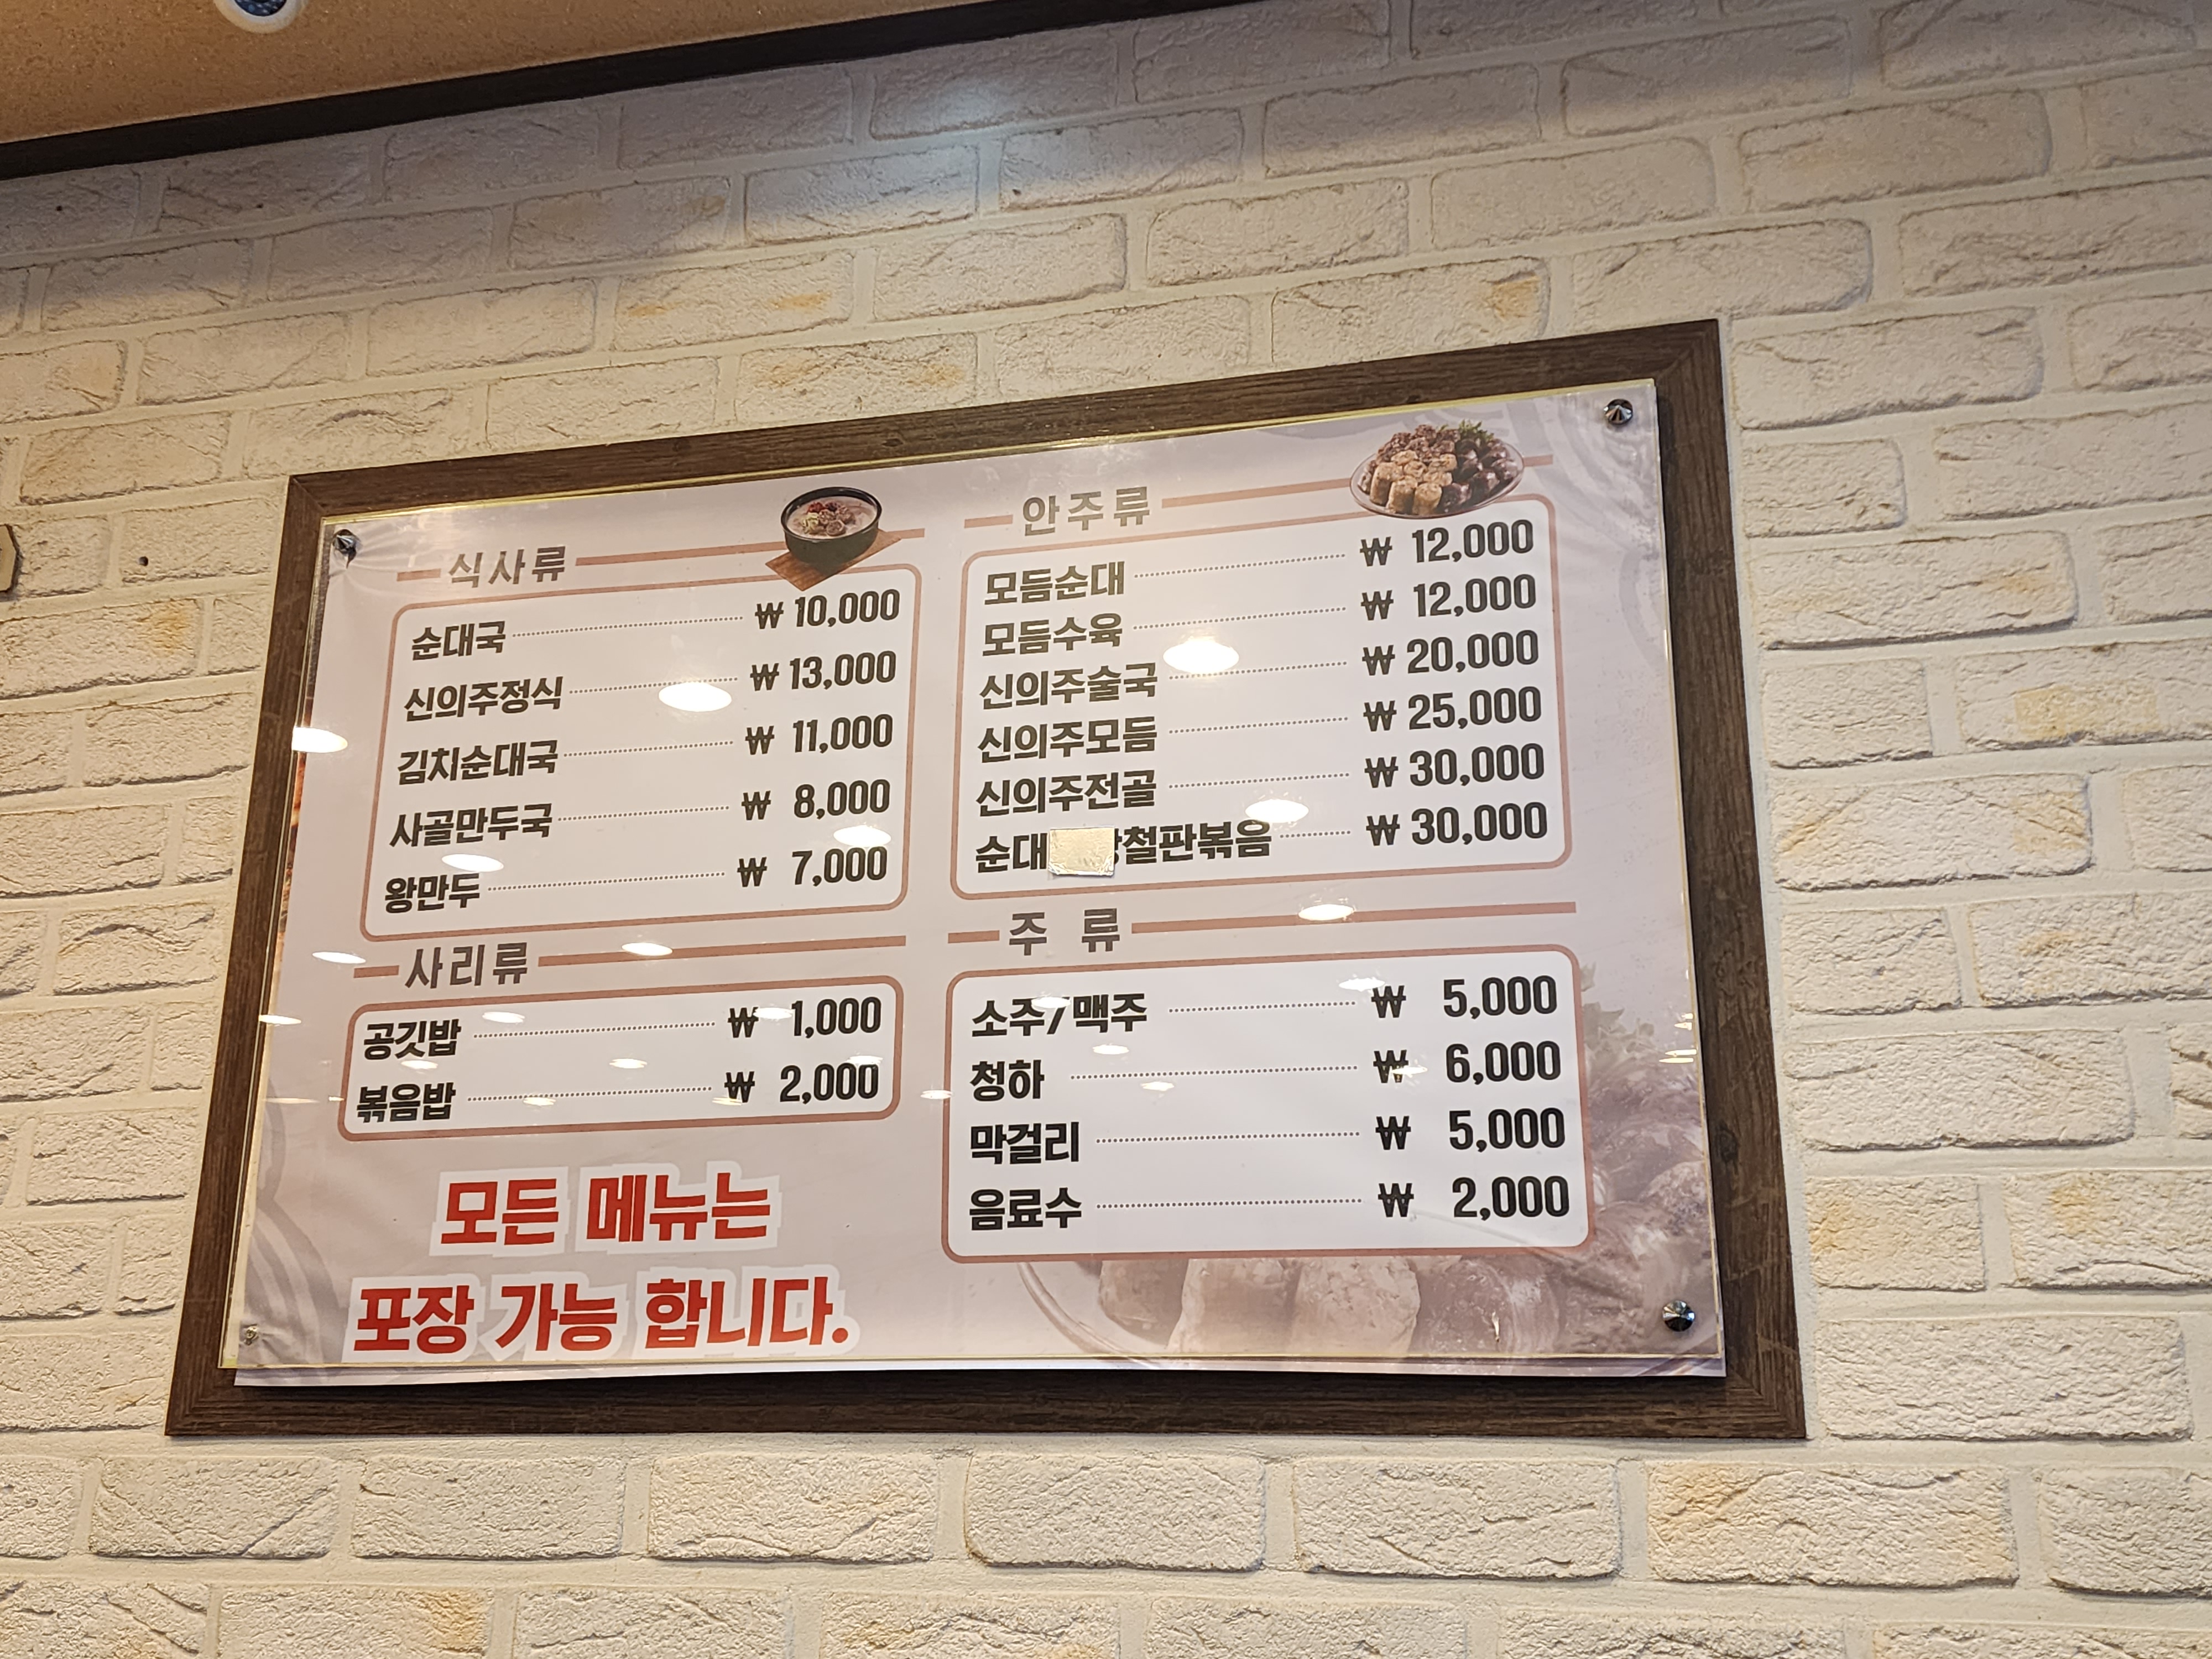 식사류
순대국 ₩ 10,000
신의주정식 ₩ 13,000
김치순대국 ₩ 11,000
사골만두국 ₩ 8,000
왕만두 ₩ 7,000
사리류
공깃밥 ₩ 1,000
볶음밥 ₩ 2,000
모든 메뉴는
포장 가능 합니다.
안주류
모듬순대 ₩ 12,000
모듬수육 ₩ 12,000
신의주술국 ₩ 20,000
신의주모듬 ₩ 25,000
신의주전골 ₩ 30,000
순대 철판볶음 ₩ 30,000
주 류
소주/맥주 ₩ 5,000
청하 ₩ 6,000
막걸리 ₩ 5,000
음료수 ₩ 2,000